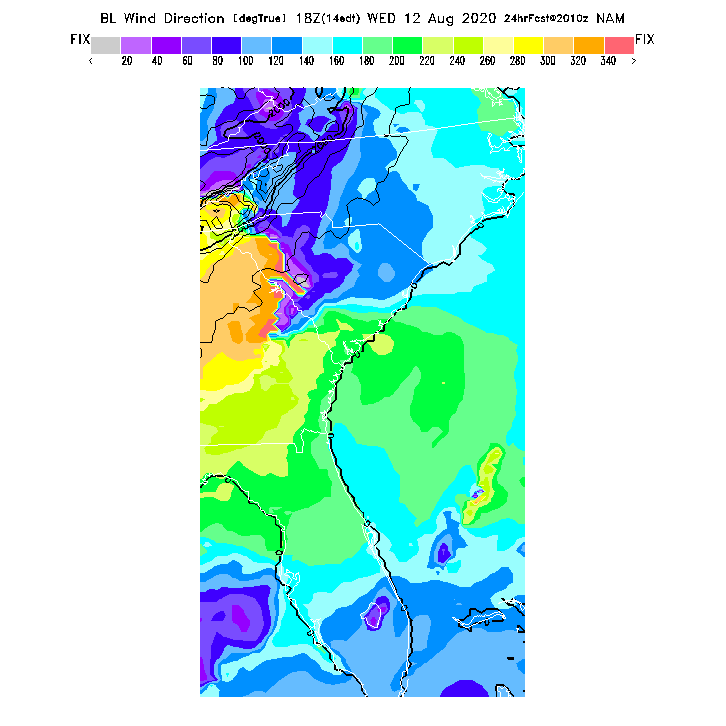 BL Wind Direction [degTrue] 18Z(14edt) WED 12 Aug 2020 24hrFcst@2010z NAM
FIX FIX
< 20 40 60 80 100 120 140 160 180 200 220 240 260 280 300 320 340 >
2000